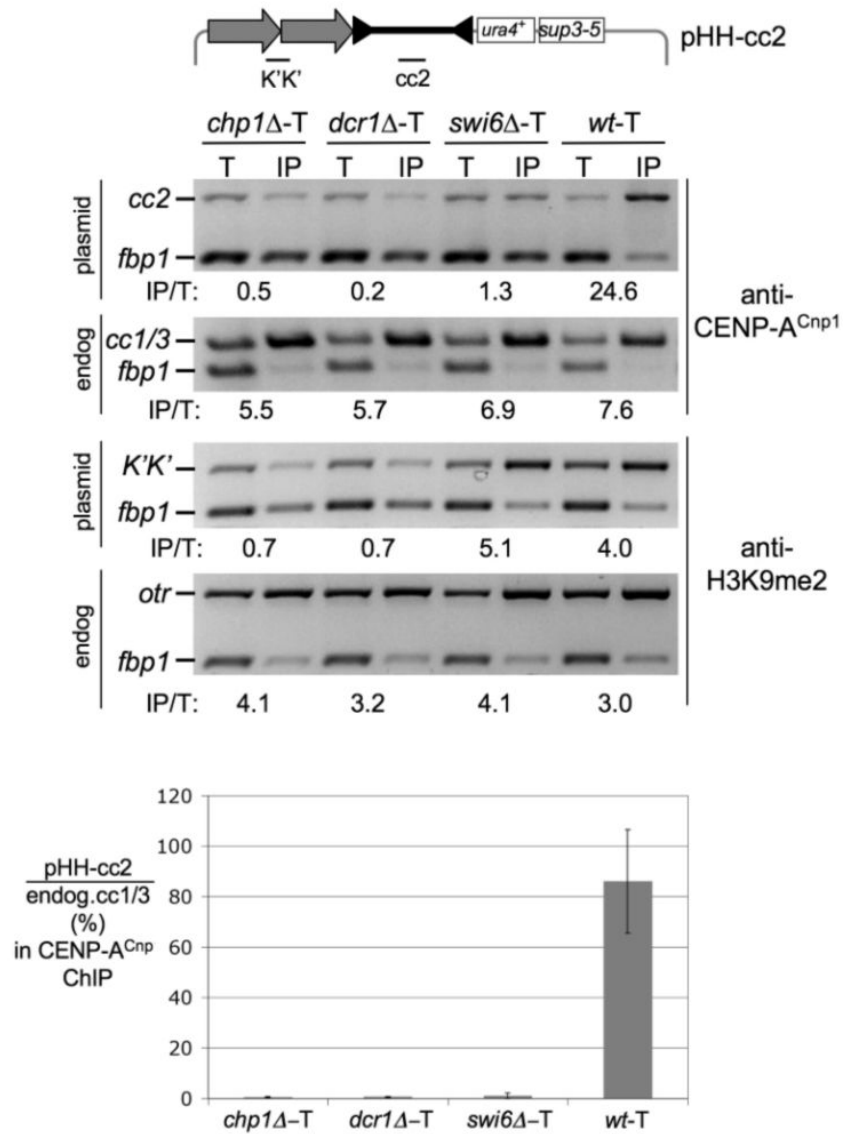 ura4⁺ sup3-5 pHH-cc2
K'K' cc2
chp1Δ-T dcr1Δ-T swi6Δ-T wt-T
T IP T IP T IP T IP
plasmid
cc2
fbp1
IP/T: 0.5 0.2 1.3 24.6
anti-
CENP-A^Cnp1
endog
cc1/3
fbp1
IP/T: 5.5 5.7 6.9 7.6
plasmid
K'K'
fbp1
IP/T: 0.7 0.7 5.1 4.0
anti-
H3K9me2
endog
otr
fbp1
IP/T: 4.1 3.2 4.1 3.0
pHH-cc2
endog.cc1/3
(%)
in CENP-A^Cnp
ChIP
120
100
80
60
40
20
0
chp1Δ–T dcr1Δ–T swi6Δ–T wt-T